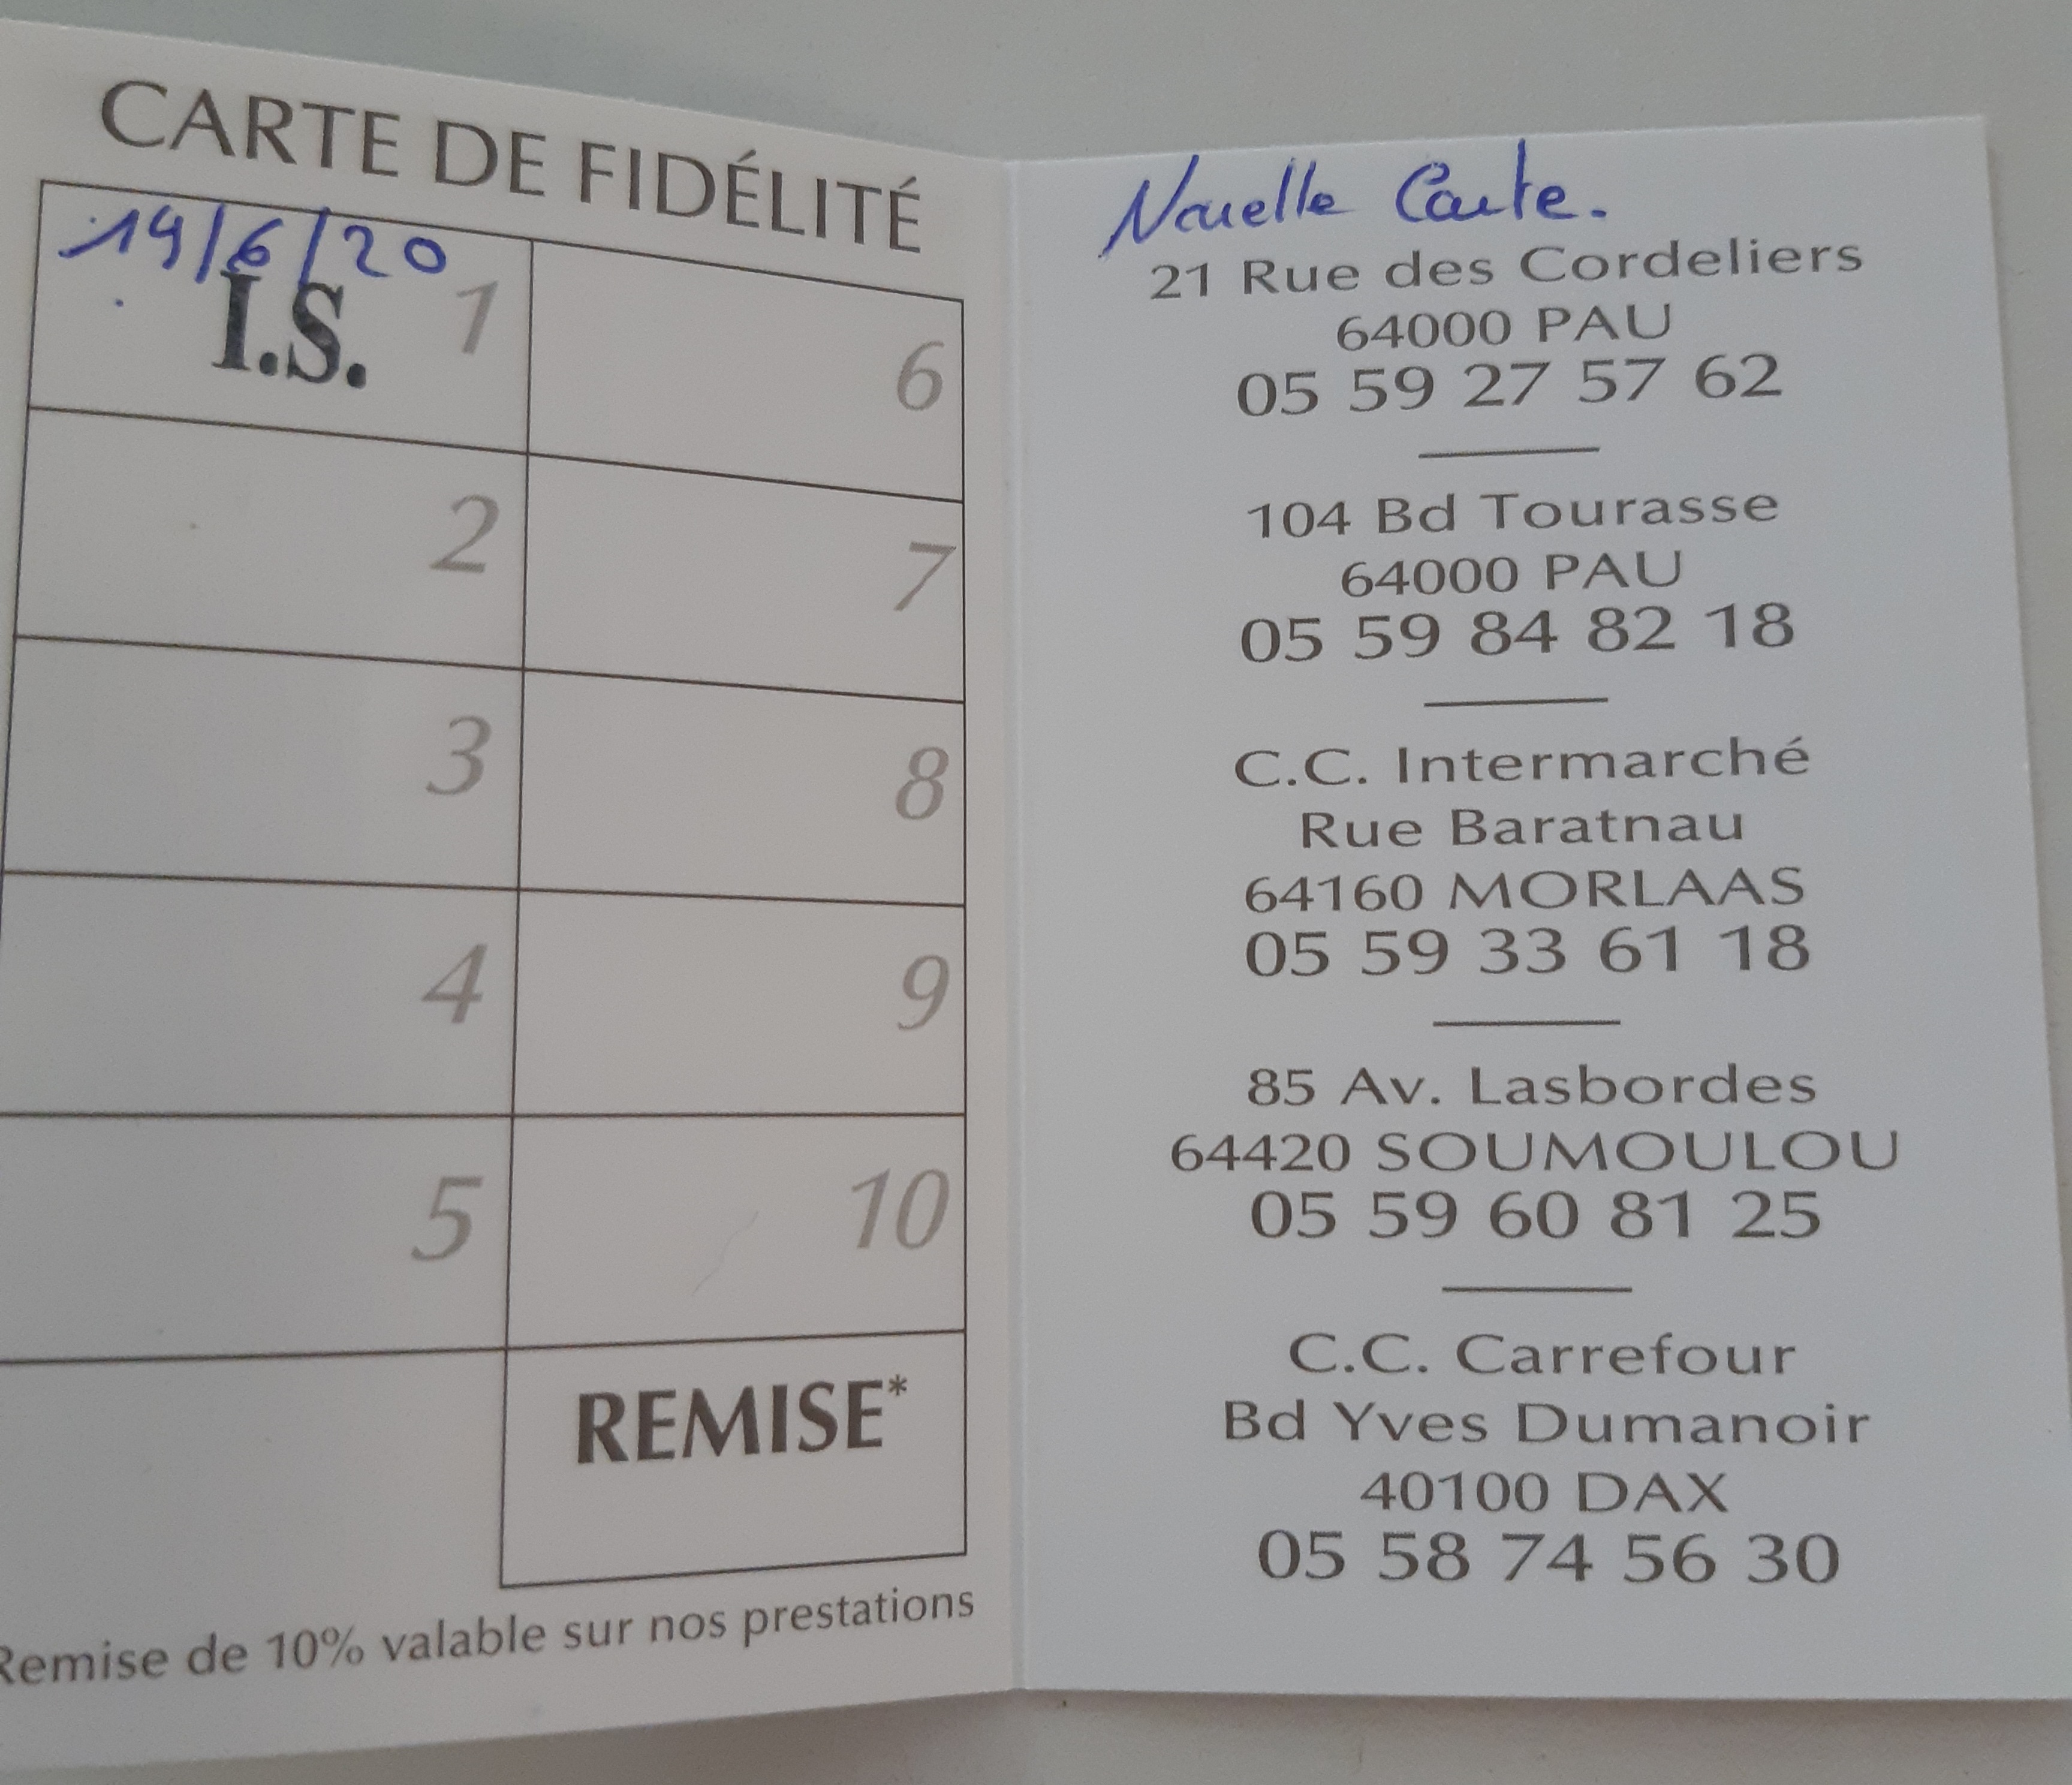 CARTE DE FIDÉLITÉ
19/6/20
I.S.
1
6
2
7
3
8
4
9
5
10
REMISE*
Remise de 10% valable sur nos prestations
Nouelle Carte.
21 Rue des Cordeliers
64000 PAU
05 59 27 57 62
104 Bd Tourasse
64000 PAU
05 59 84 82 18
C.C. Intermarché
Rue Baratnau
64160 MORLAAS
05 59 33 61 18
85 Av. Lasbordes
64420 SOUMOULOU
05 59 60 81 25
C.C. Carrefour
Bd Yves Dumanoir
40100 DAX
05 58 74 56 30